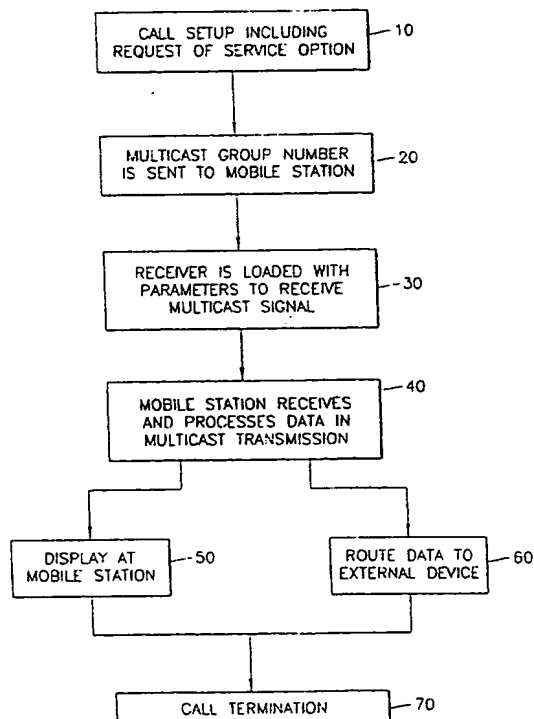 CALL SETUP INCLUDING
REQUEST OF SERVICE OPTION
10
MULTICAST GROUP NUMBER
IS SENT TO MOBILE STATION
20
RECEIVER IS LOADED WITH
PARAMETERS TO RECEIVE
MULTICAST SIGNAL
30
40
MOBILE STATION RECEIVES
AND PROCESSES DATA IN
MULTICAST TRANSMISSION
DISPLAY AT
MOBILE STATION
50
ROUTE DATA TO
EXTERNAL DEVICE
60
CALL TERMINATION
70